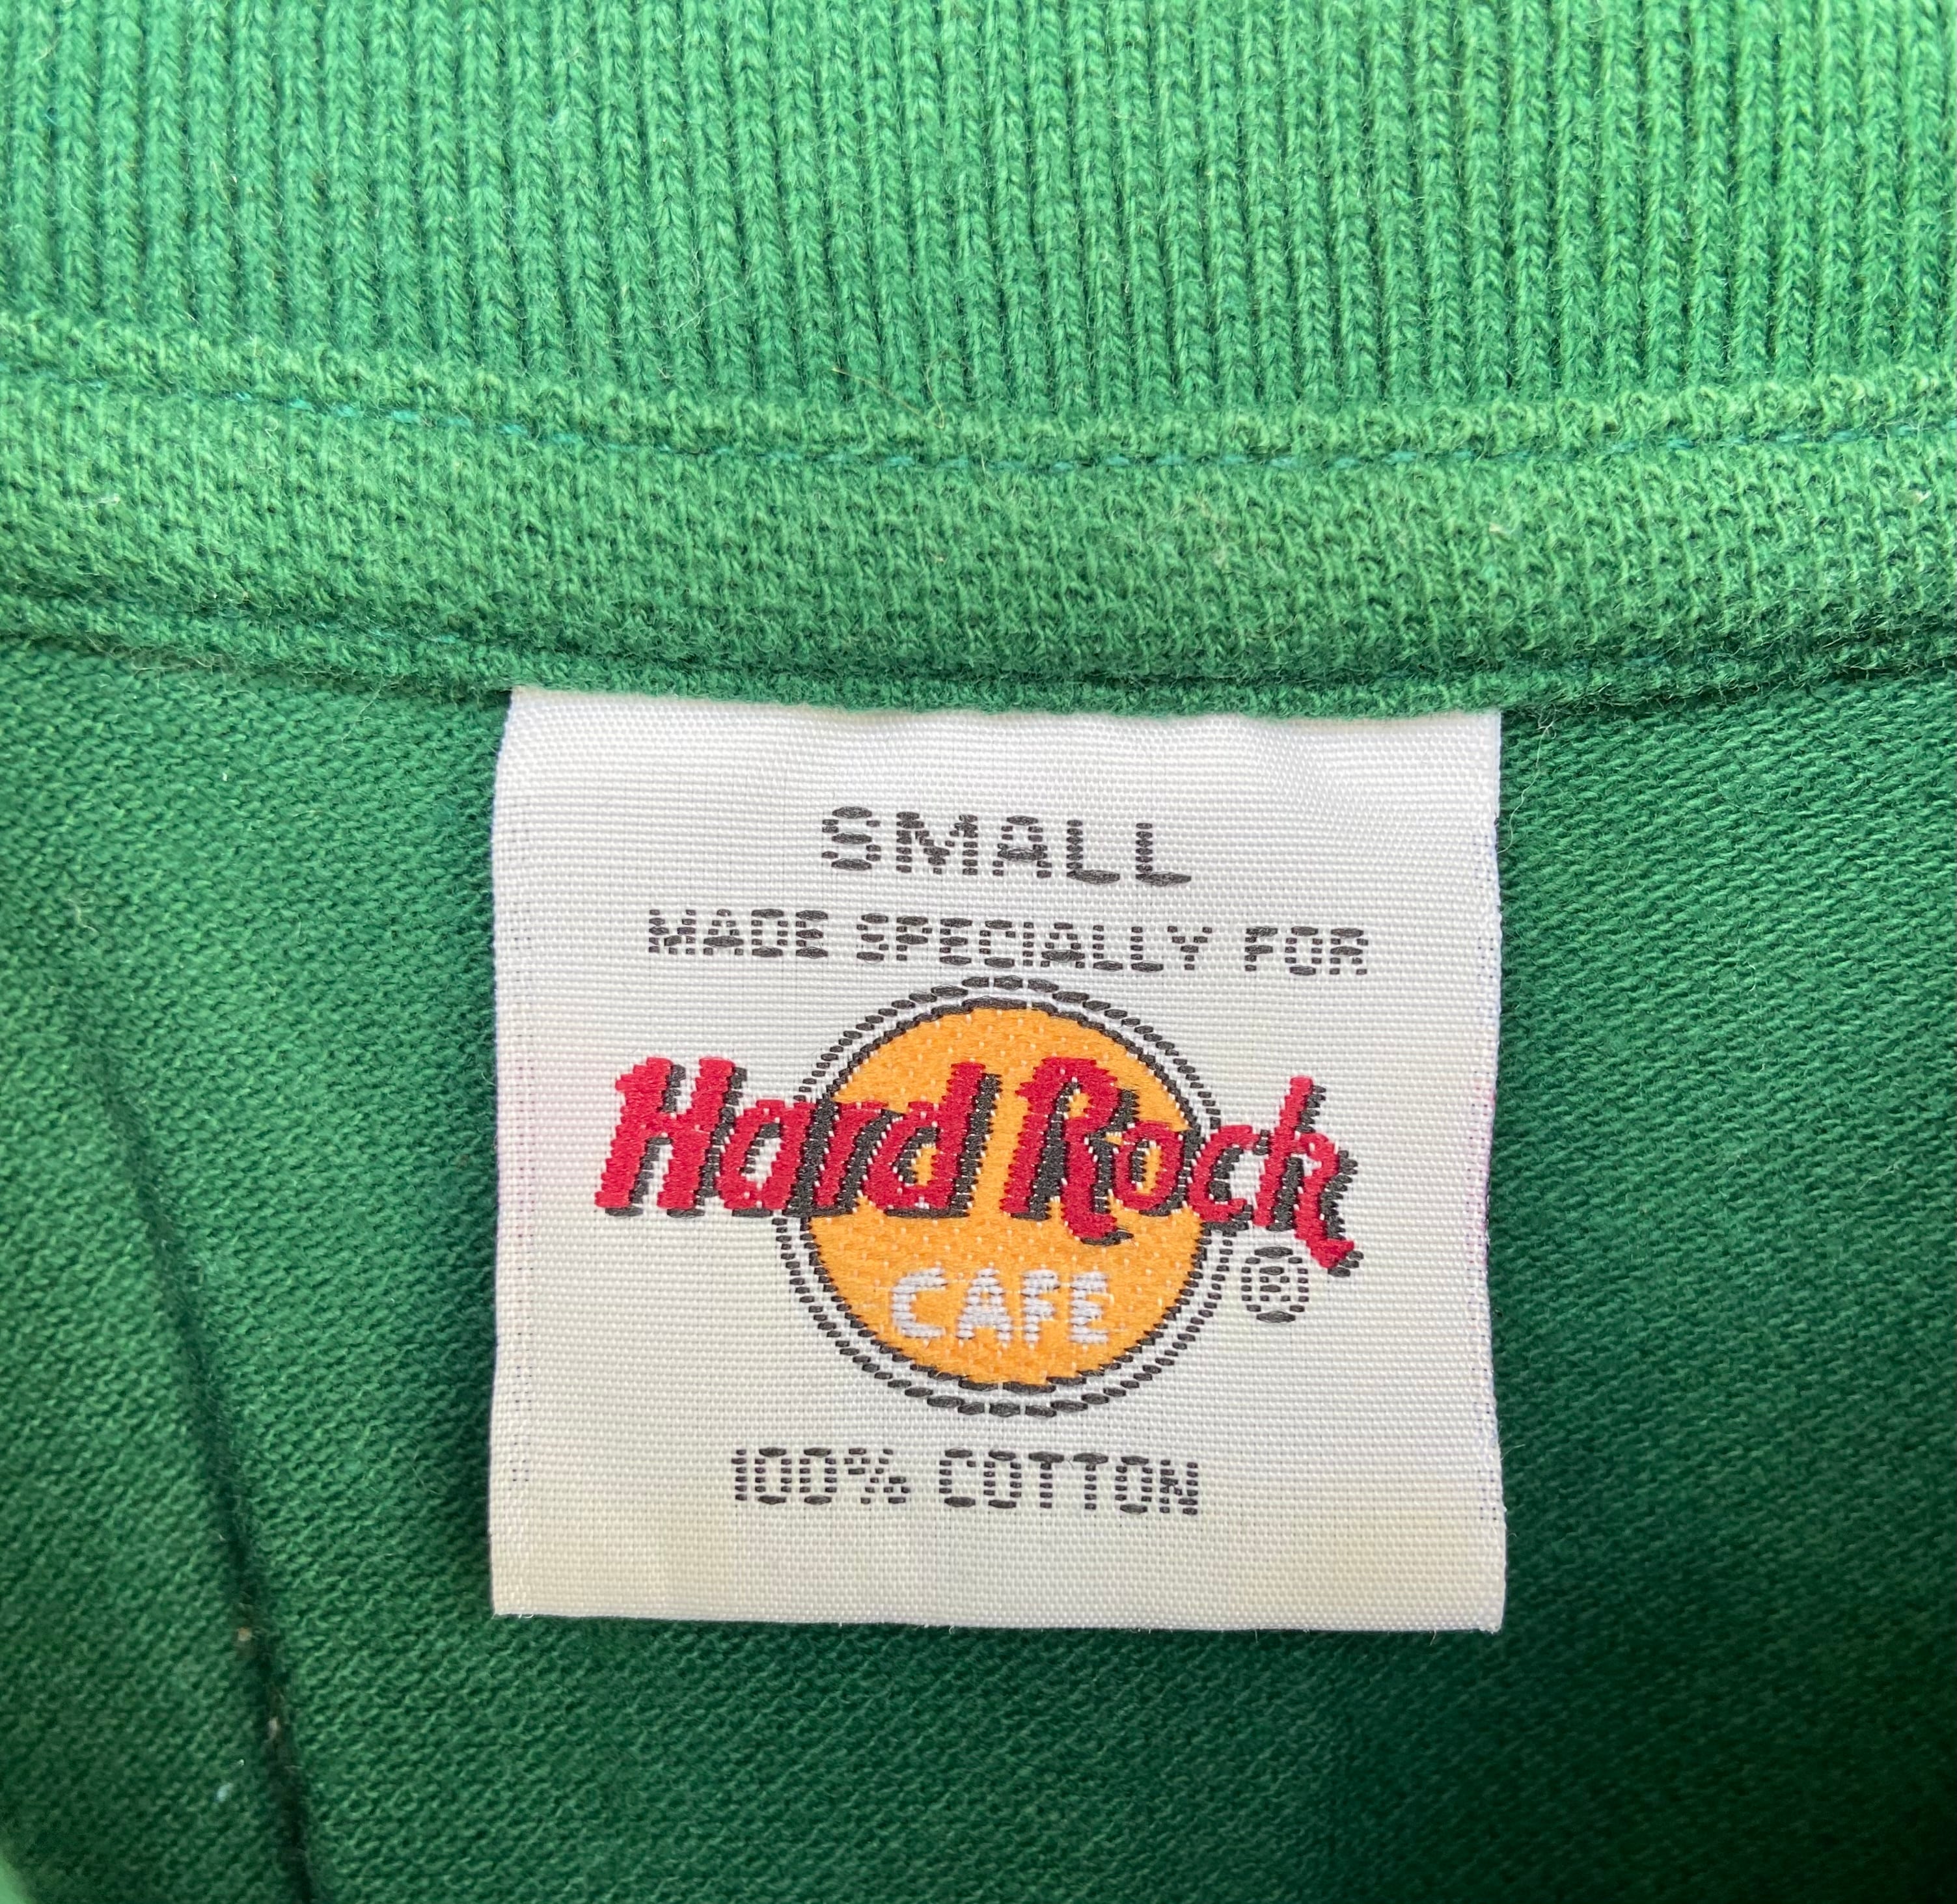 SMALL
MADE SPECIALLY FOR
Hard Rock
CAFE ®
100% COTTON